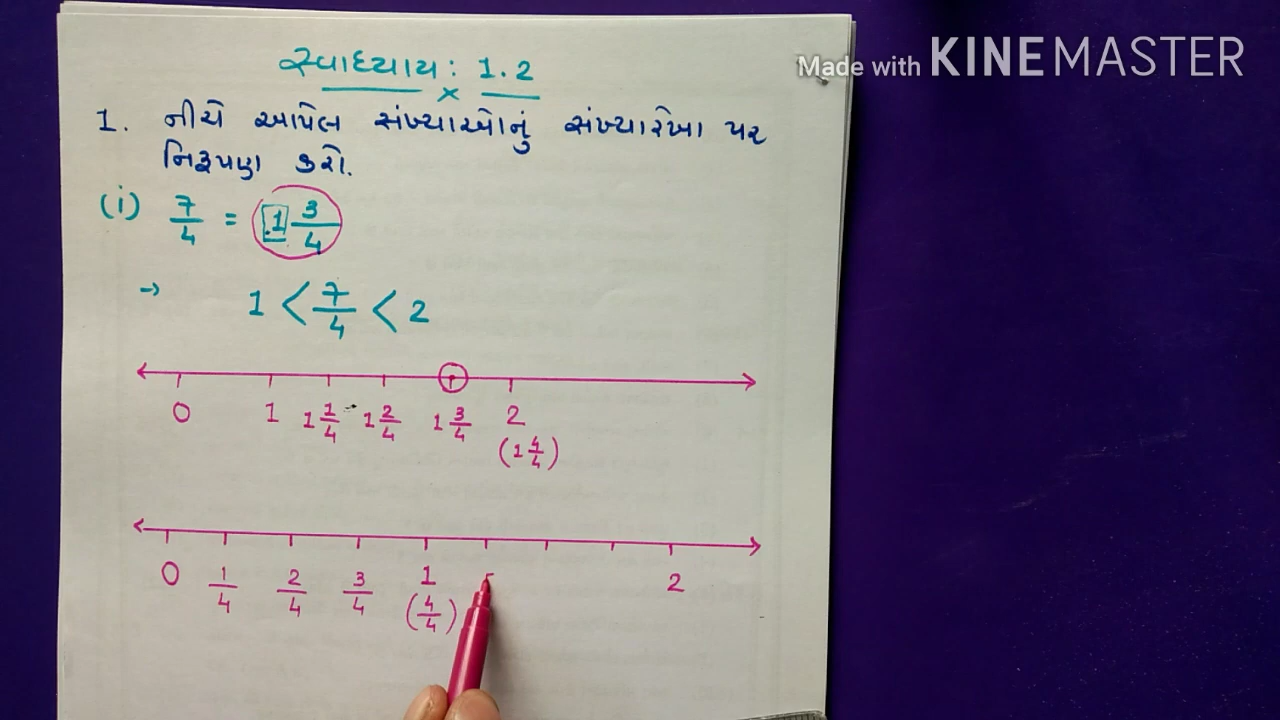 Made with KINEMASTER
સ્વાધ્યાય : 1.2
1. નીચે આપેલ સંખ્યાઓનું સંખ્યારેખા પર
નિરૂપણ કરો.
(i) 7/4 = 1 3/4
→ 1 < 7/4 < 2
0 1 1 1/4 1 2/4 1 3/4 2
(1 4/4)
0 1/4 2/4 3/4 1 2
(4/4)